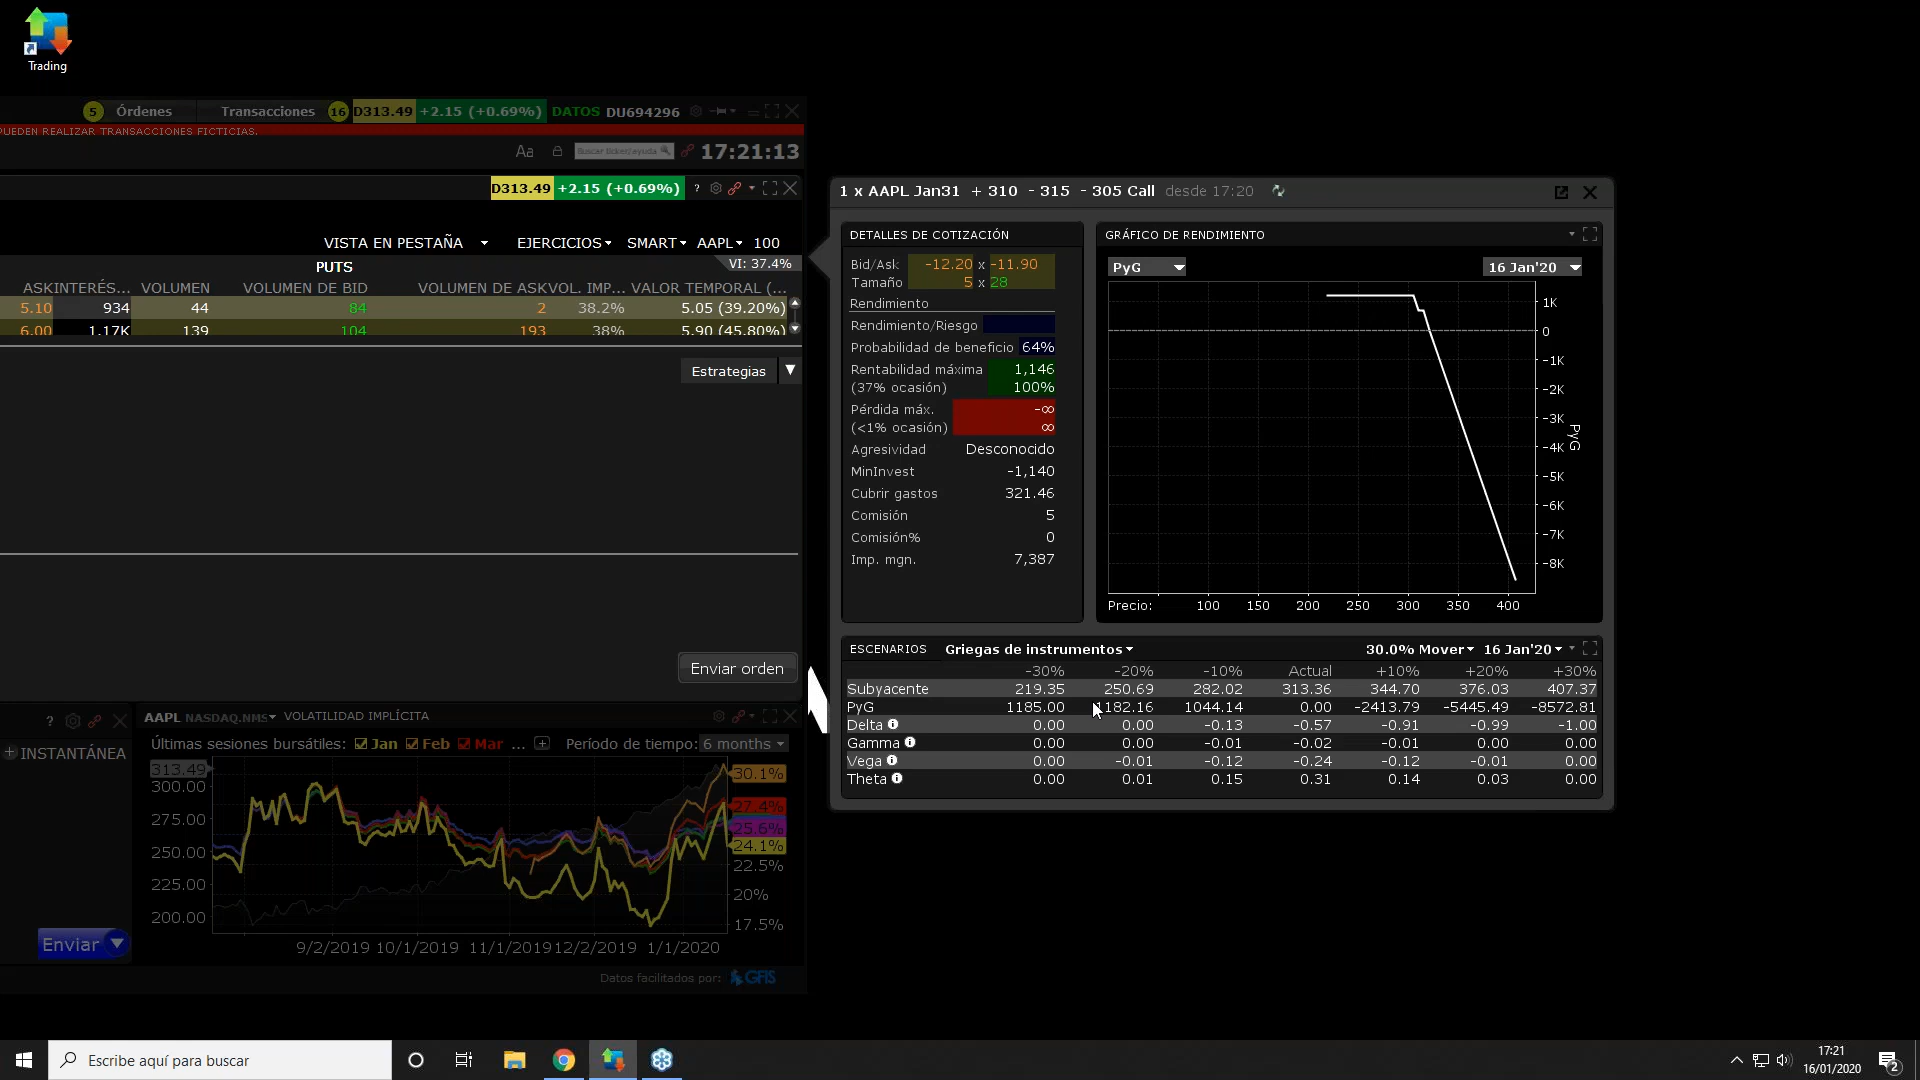 Trading
5 Órdenes Transacciones 16 D313.49 +2.15 (+0.69%) DATOS DU694296
PUEDEN REALIZAR TRANSACCIONES FICTICIAS.
Aa Buscar ticker/ayuda 17:21:13
D313.49 +2.15 (+0.69%) ?
VISTA EN PESTAÑA EJERCICIOS SMART AAPL 100
PUTS VI: 37.4%
ASK INTERÉS... VOLUMEN VOLUMEN DE BID VOLUMEN DE ASK VOL. IMP... VALOR TEMPORAL (...
5.10 934 44 84 2 38.2% 5.05 (39.20%)
6.00 1.17K 139 104 193 38% 5.90 (45.80%)
Estrategias
Enviar orden
? AAPL NASDAQ.NMS VOLATILIDAD IMPLÍCITA
+ INSTANTÁNEA
Últimas sesiones bursátiles: Jan Feb Mar ... + Período de tiempo: 6 months
313.49
300.00
275.00
250.00
225.00
200.00
30.1%
27.4%
25.6%
24.1%
22.5%
20%
17.5%
9/2/2019 10/1/2019 11/1/2019 12/2/2019 1/1/2020
Enviar
Datos facilitados por: GFIS
1 x AAPL Jan31 + 310 - 315 - 305 Call desde 17:20
DETALLES DE COTIZACIÓN
Bid/Ask -12.20 x -11.90
Tamaño 5 x 28
Rendimiento
Rendimiento/Riesgo
Probabilidad de beneficio 64%
Rentabilidad máxima 1,146
(37% ocasión) 100%
Pérdida máx. -∞
(<1% ocasión) ∞
Agresividad Desconocido
MinInvest -1,140
Cubrir gastos 321.46
Comisión 5
Comisión% 0
Imp. mgn. 7,387
GRÁFICO DE RENDIMIENTO
PyG 16 Jan'20
1K
0
-1K
-2K
-3K
-4K
-5K
-6K
-7K
-8K
PyG
Precio: 100 150 200 250 300 350 400
ESCENARIOS Griegas de instrumentos 30.0% Mover 16 Jan'20
-30% -20% -10% Actual +10% +20% +30%
Subyacente 219.35 250.69 282.02 313.36 344.70 376.03 407.37
PyG 1185.00 1182.16 1044.14 0.00 -2413.79 -5445.49 -8572.81
Delta 0.00 0.00 -0.13 -0.57 -0.91 -0.99 -1.00
Gamma 0.00 0.00 -0.01 -0.02 -0.01 0.00 0.00
Vega 0.00 -0.01 -0.12 -0.24 -0.12 -0.01 0.00
Theta 0.00 0.01 0.15 0.31 0.14 0.03 0.00
Escribe aquí para buscar
17:21
16/01/2020
2